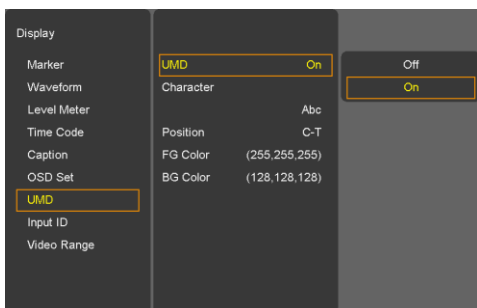 Display
Marker
Waveform
Level Meter
Time Code
Caption
OSD Set
UMD
Input ID
Video Range
UMD On
Character
Abc
Position C-T
FG Color (255,255,255)
BG Color (128,128,128)
Off
On